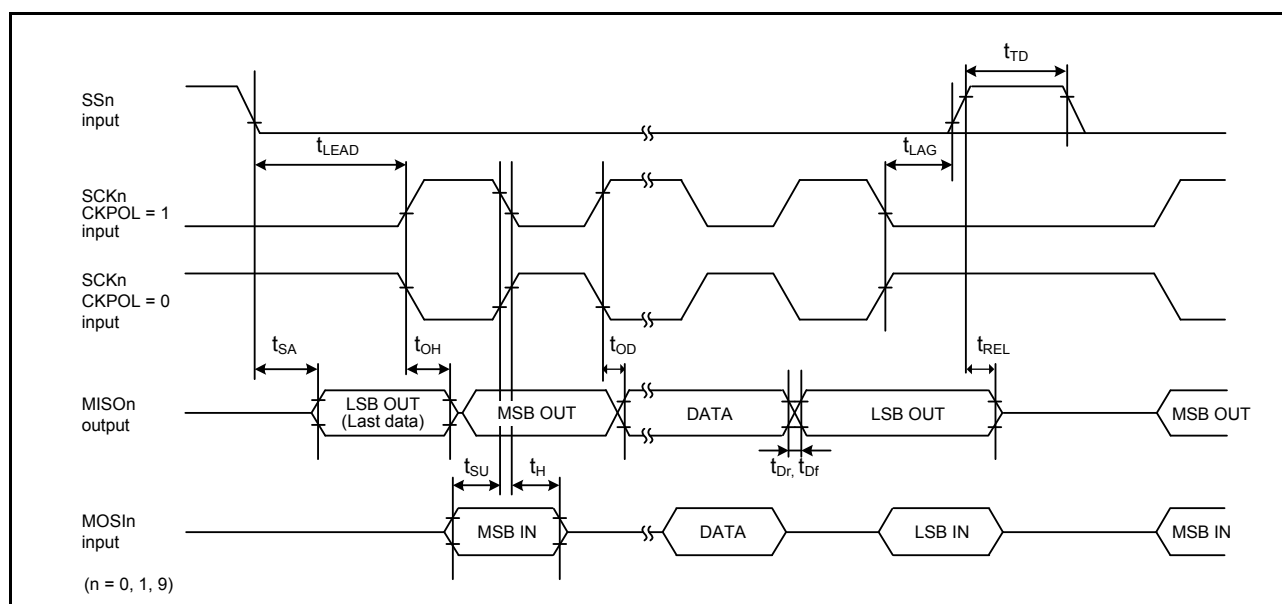 tTD
SSn
input
tLEAD
tLAG
SCKn
CKPOL = 1
input
SCKn
CKPOL = 0
input
tSA
tOH
tOD
tREL
MISOn
output
LSB OUT
(Last data)
MSB OUT
DATA
LSB OUT
MSB OUT
tSU
tH
tDr, tDf
MOSIn
input
MSB IN
DATA
LSB IN
MSB IN
(n = 0, 1, 9)